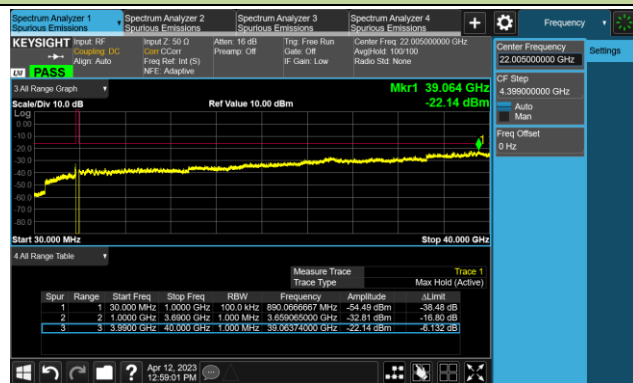 Spectrum Analyzer 1
Spurious Emissions
Spectrum Analyzer 2
Spurious Emissions
Spectrum Analyzer 3
Spurious Emissions
Spectrum Analyzer 4
Spurious Emissions
Frequency
KEYSIGHT
Input: RF
Coupling: DC
Align: Auto
Input Z: 50 Ω
Corr CCorr
Freq Ref: Int (S)
NFE: Adaptive
Atten: 16 dB
Preamp: Off
Trig: Free Run
Gate: Off
IF Gain: Low
Center Freq: 22.005000000 GHz
Avg|Hold: 100/100
Radio Std: None
LXI PASS
Center Frequency
22.005000000 GHz
Settings
CF Step
4.399000000 GHz
Auto
Man
Freq Offset
0 Hz
3 All Range Graph
Mkr1 39.064 GHz
Scale/Div 10.0 dB
Ref Value 10.00 dBm
-22.14 dBm
Log
0.00
-10.0
-20.0
-30.0
-40.0
-50.0
-60.0
-70.0
-80.0
1
Start 30.000 MHz
Stop 40.000 GHz
4 All Range Table
Measure Trace Trace 1
Trace Type Max Hold (Active)
Spur Range Start Freq Stop Freq RBW Frequency Amplitude ΔLimit
1 1 30.000 MHz 1.0000 GHz 100.0 kHz 890.0666667 MHz -54.49 dBm -38.48 dB
2 2 1.0000 GHz 3.6900 GHz 1.000 MHz 3.659065000 GHz -32.81 dBm -16.80 dB
3 3 3.9900 GHz 40.000 GHz 1.000 MHz 39.06374000 GHz -22.14 dBm -6.132 dB
Apr 12, 2023
12:59:01 PM